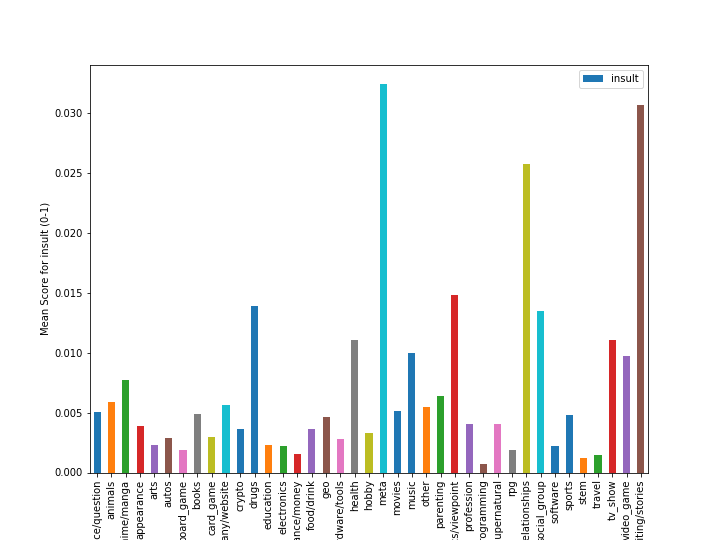 insult
Mean Score for insult (0-1)
0.030
0.025
0.020
0.015
0.010
0.005
0.000
ce/question
animals
ime/manga
appearance
arts
autos
oard_game
books
card_game
any/website
crypto
drugs
education
electronics
ance/money
food/drink
geo
dware/tools
health
hobby
meta
movies
music
other
parenting
s/viewpoint
profession
rogramming
upernatural
rpg
elationships
social_group
software
sports
stem
travel
tv_show
video_game
iting/stories